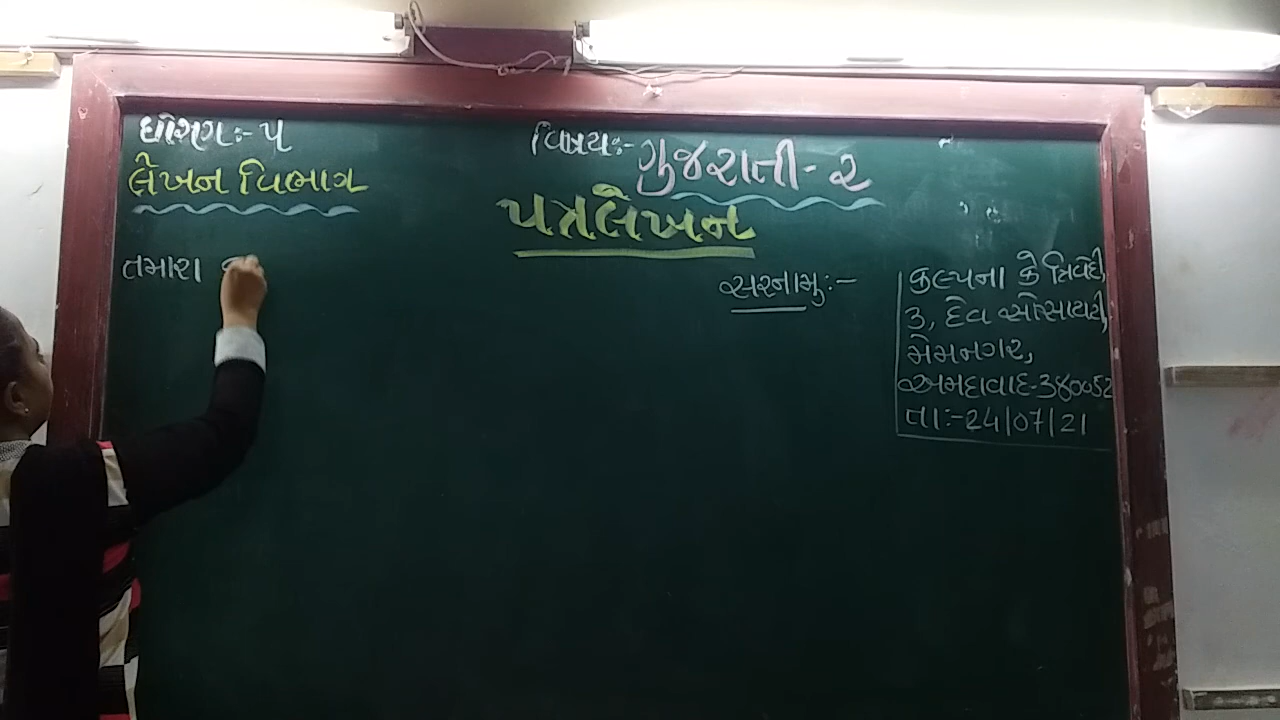 ધોરણ:- ૫
વિષય:- ગુજરાતી - ૨
લેખન વિભાગ
પત્રલેખન
તમારા
સરનામુ:-
કલ્પના કે ત્રિવેદી,
૩, દેવ સોસાયટી,
મેમનગર,
અમદાવાદ-380052
તા:-24/07/21